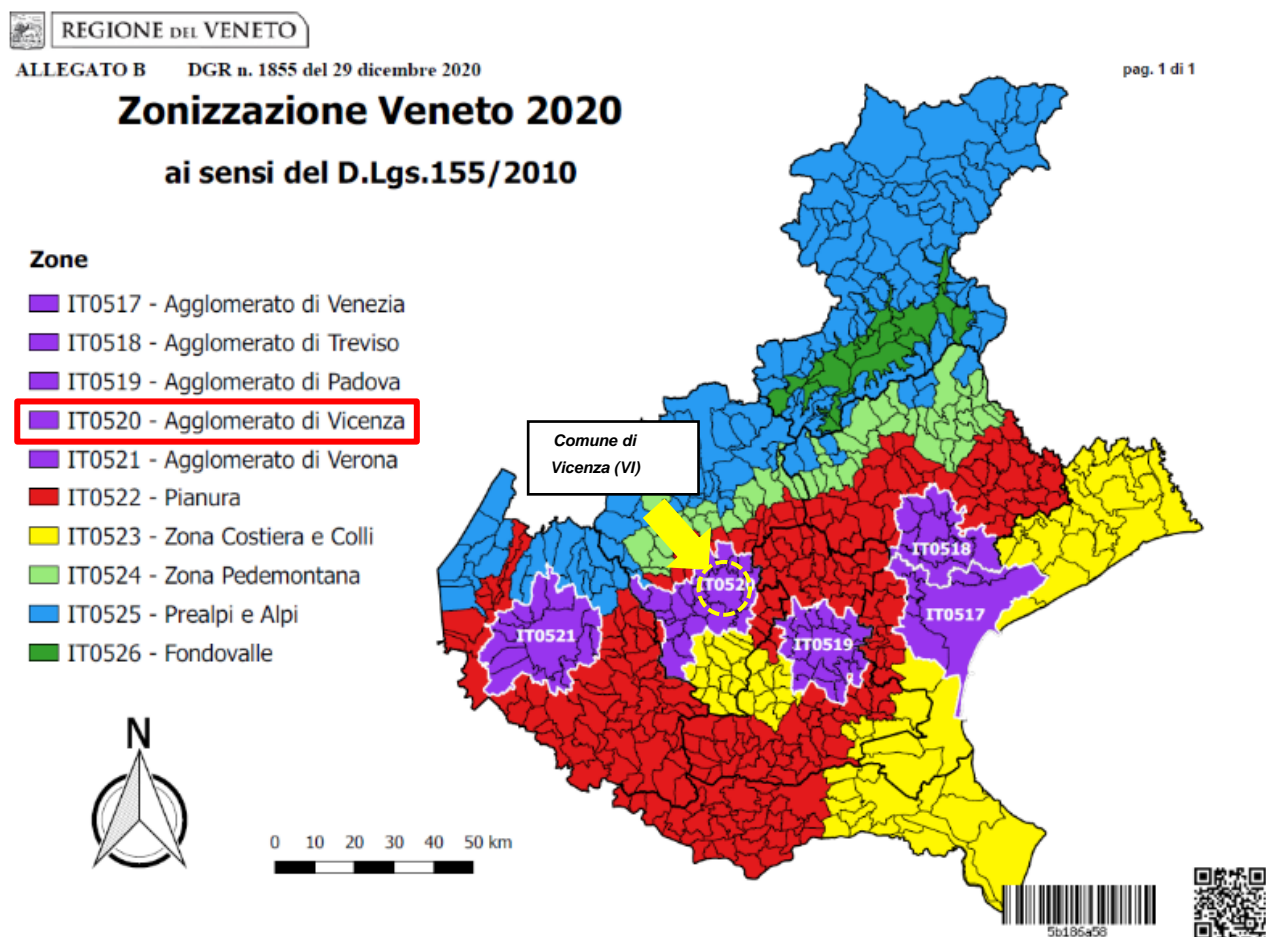 REGIONE DEL VENETO
ALLEGATO B DGR n. 1855 del 29 dicembre 2020 pag. 1 di 1
Zonizzazione Veneto 2020
ai sensi del D.Lgs.155/2010
Zone
IT0517 - Agglomerato di Venezia
IT0518 - Agglomerato di Treviso
IT0519 - Agglomerato di Padova
IT0520 - Agglomerato di Vicenza
IT0521 - Agglomerato di Verona
IT0522 - Pianura
IT0523 - Zona Costiera e Colli
IT0524 - Zona Pedemontana
IT0525 - Prealpi e Alpi
IT0526 - Fondovalle
Comune di
Vicenza (VI)
IT0518
IT0520
IT0517
IT0521
IT0519
N
0 10 20 30 40 50 km
5b186a58